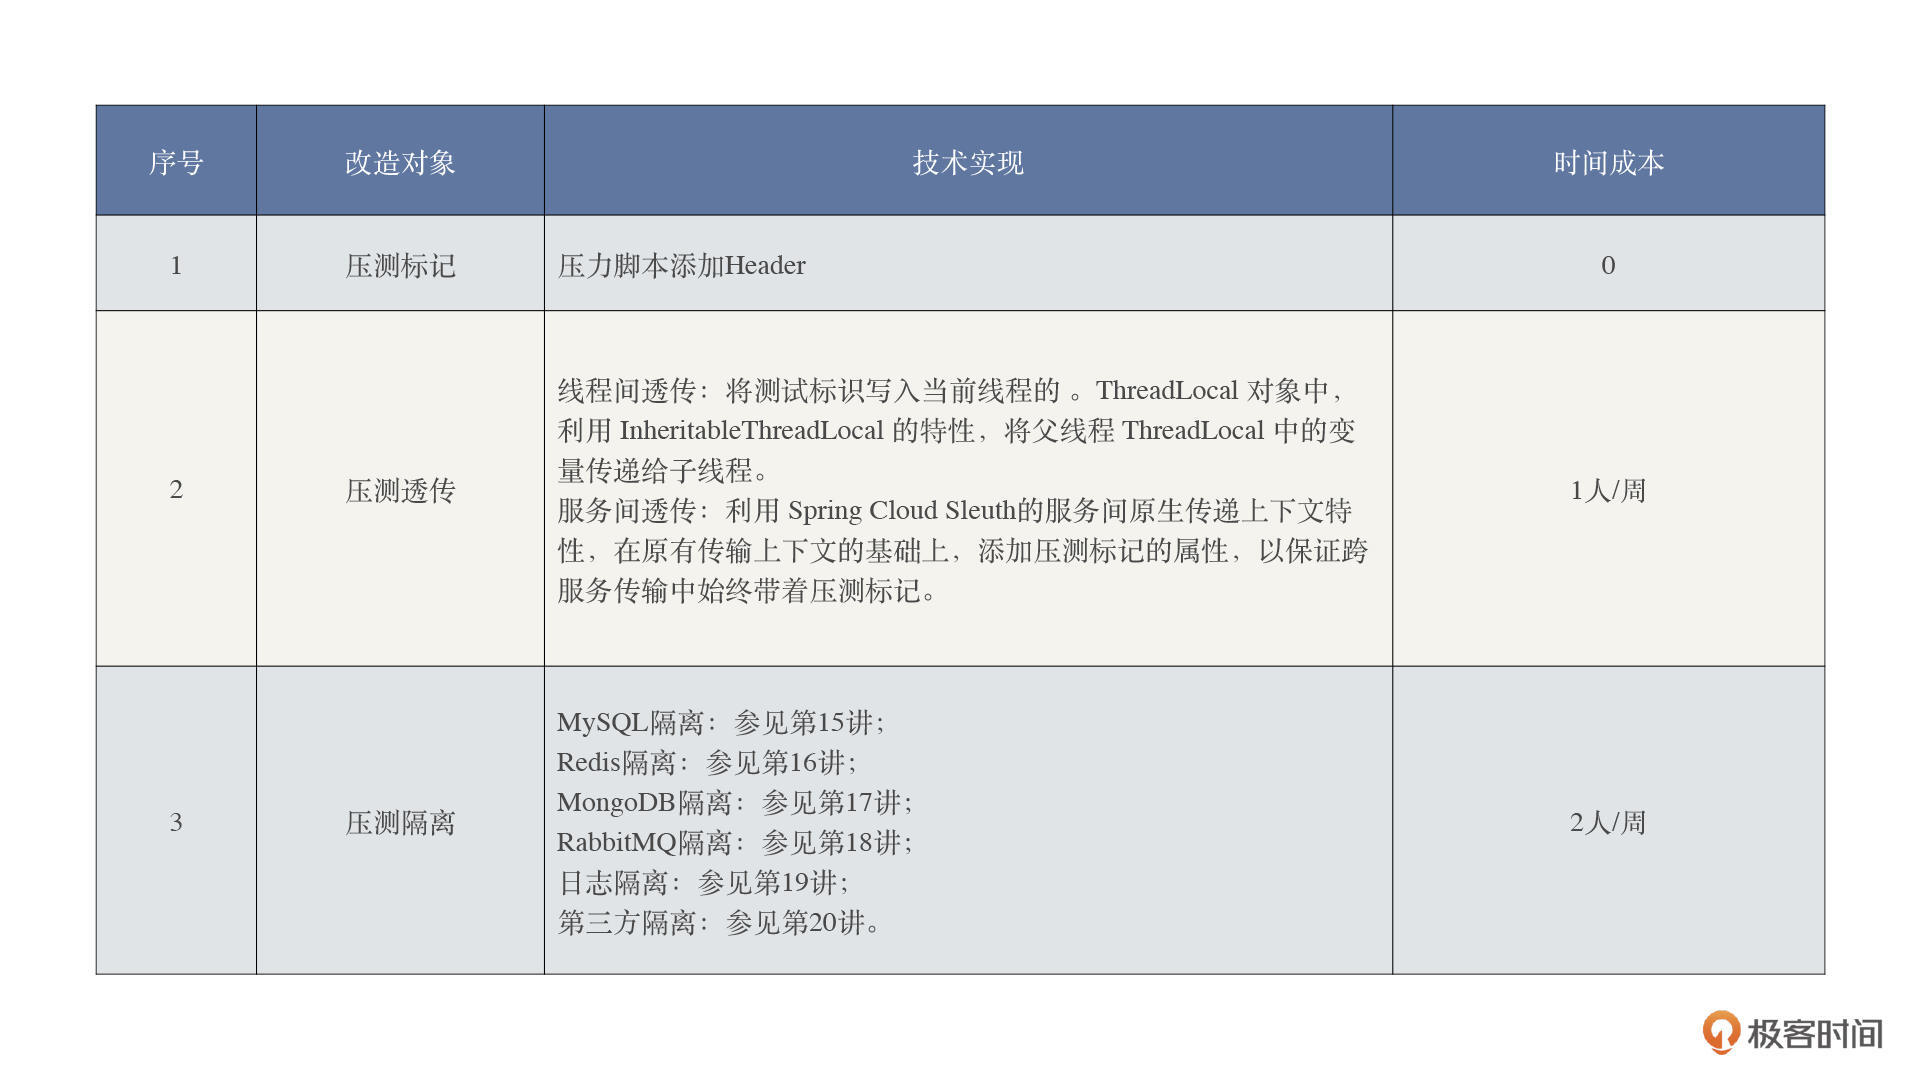 序号 改造对象 技术实现 时间成本
1 压测标记 压力脚本添加Header 0
2 压测透传 1人/周
线程间透传：将测试标识写入当前线程的 。ThreadLocal 对象中，
利用 InheritableThreadLocal 的特性，将父线程 ThreadLocal 中的变
量传递给子线程。
服务间透传：利用 Spring Cloud Sleuth的服务间原生传递上下文特
性，在原有传输上下文的基础上，添加压测标记的属性，以保证跨
服务传输中始终带着压测标记。
3 压测隔离 2人/周
MySQL隔离：参见第15讲；
Redis隔离：参见第16讲；
MongoDB隔离：参见第17讲；
RabbitMQ隔离：参见第18讲；
日志隔离：参见第19讲；
第三方隔离：参见第20讲。
极客时间